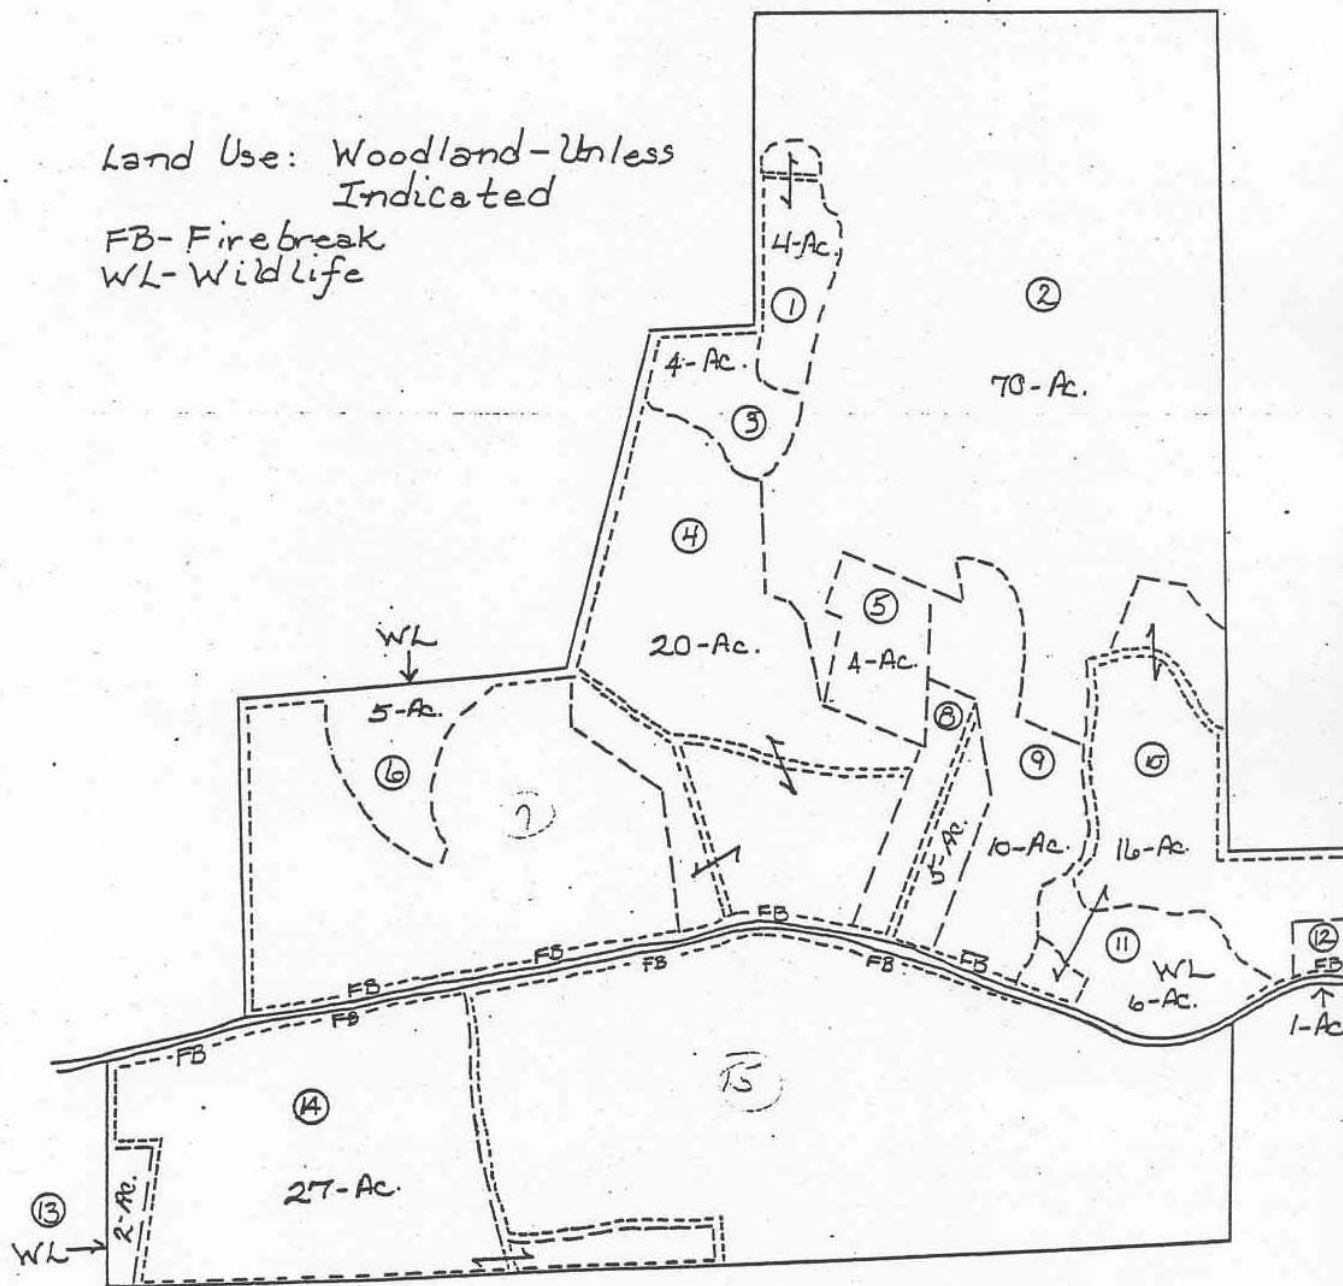 Land Use: Woodland-Unless
Indicated
FB- Firebreak
WL- Wildlife
4-Ac.
1
2
70-Ac.
4-Ac.
3
4
20-Ac.
5
4-Ac.
WL
5-Ac.
6
7
8
5-Ac.
9
10-Ac.
10
16-Ac.
11
WL
6-Ac.
12
FB
1-Ac
FB
FB
FB
FB
FB
FB
FB
FB
FB
15
14
27-Ac.
2-Ac.
13
WL